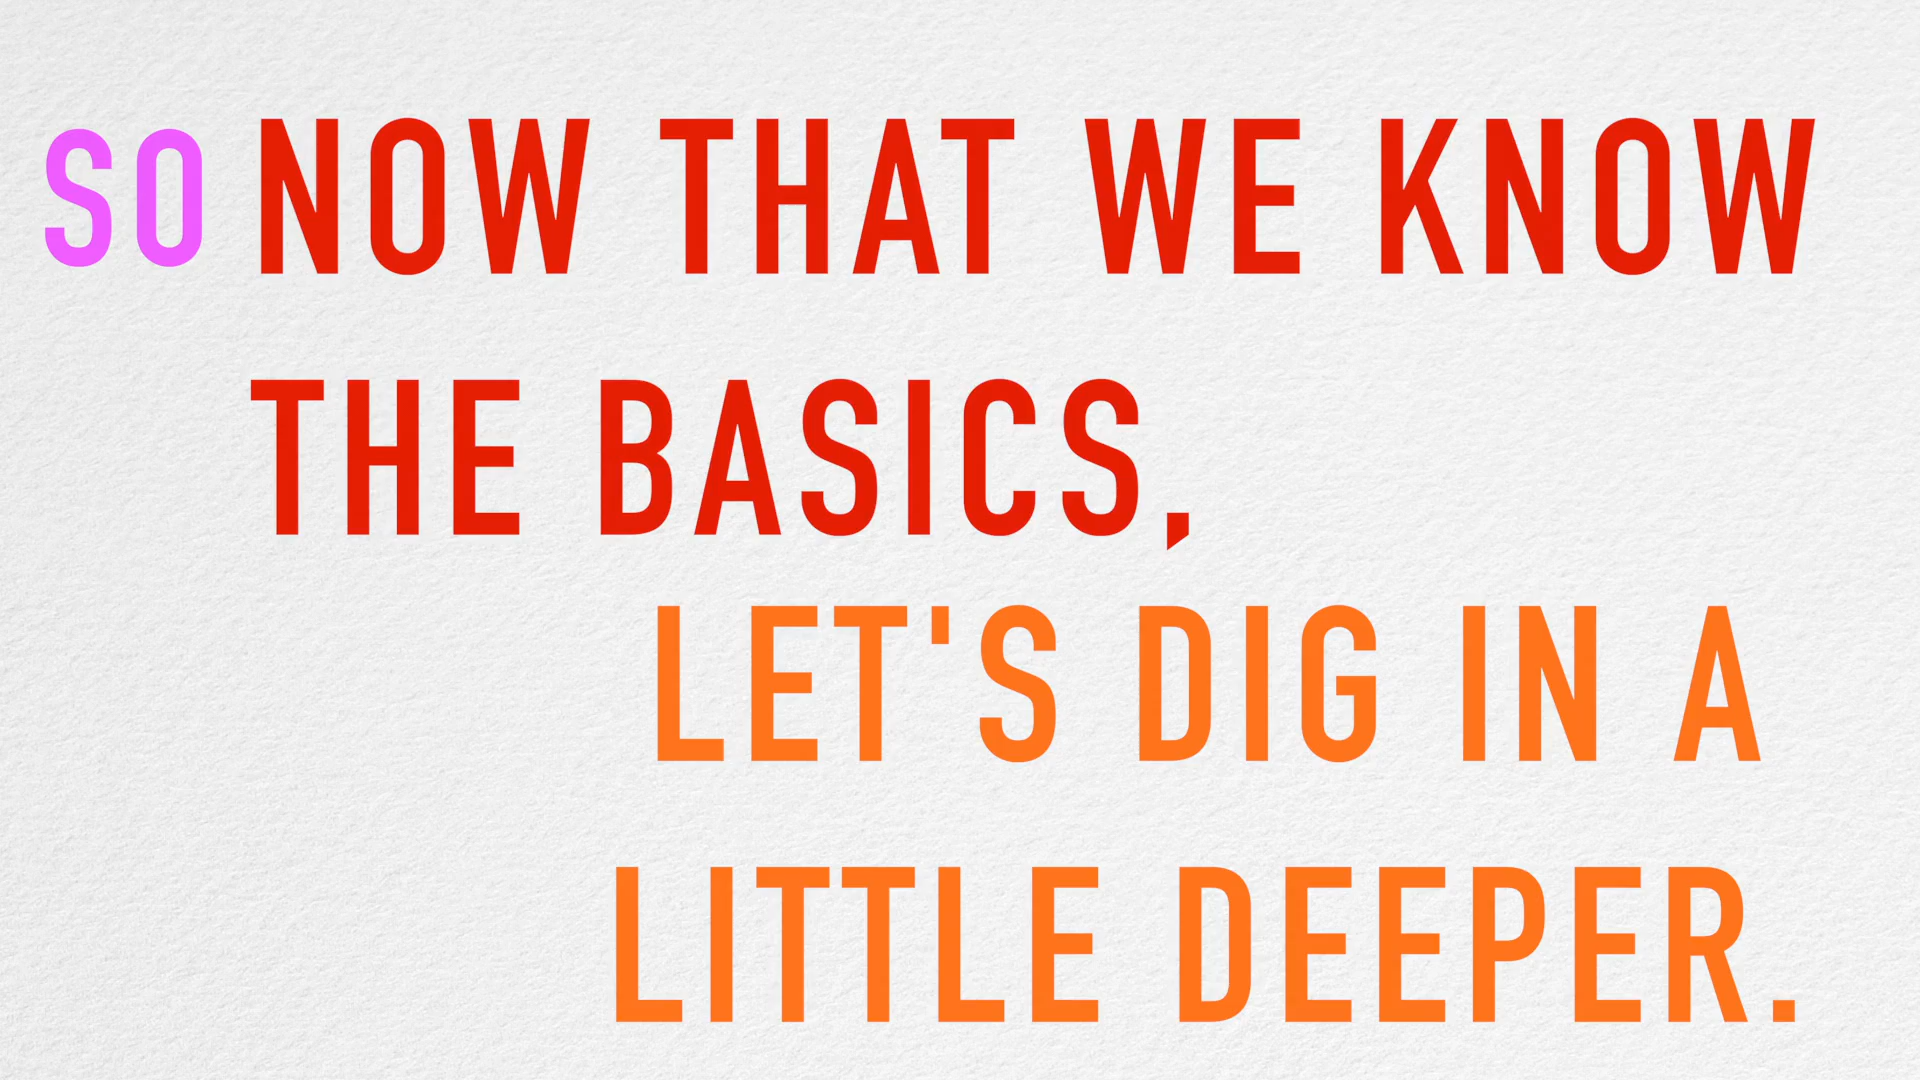 SO NOW THAT WE KNOW
THE BASICS,
LET'S DIG IN A
LITTLE DEEPER.